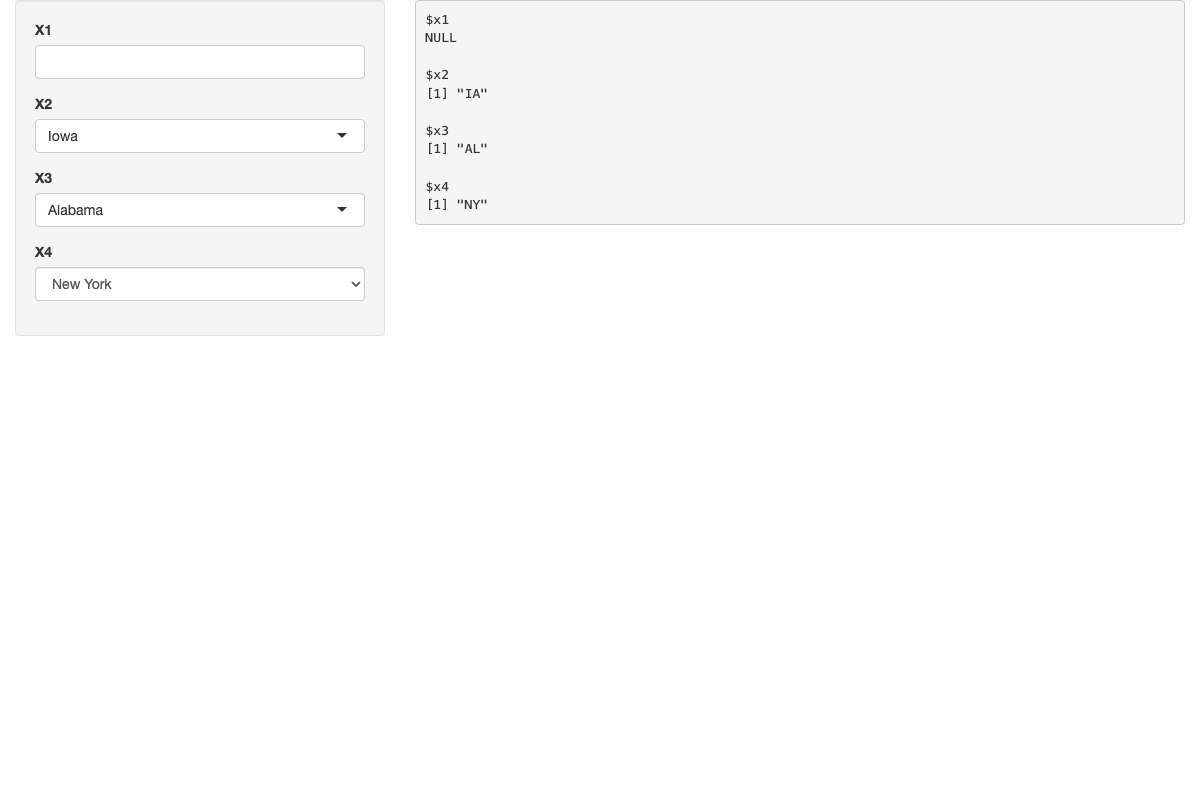 X1
X2
Iowa
X3
Alabama
X4
New York
$x1
NULL
$x2
[1] "IA"
$x3
[1] "AL"
$x4
[1] "NY"